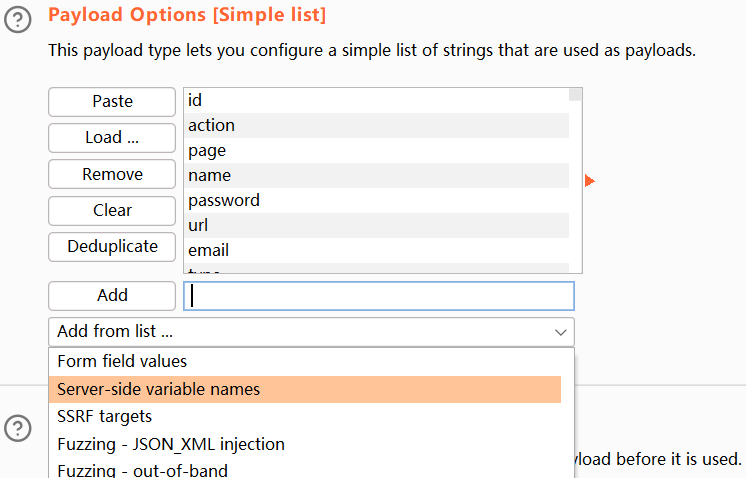 Payload Options [Simple list]
This payload type lets you configure a simple list of strings that are used as payloads.
Paste
Load ...
Remove
Clear
Deduplicate
id
action
page
name
password
url
email
type
Add
Add from list ...
Form field values
Server-side variable names
SSRF targets
Fuzzing - JSON_XML injection
Fuzzing - out-of-band
yload before it is used.